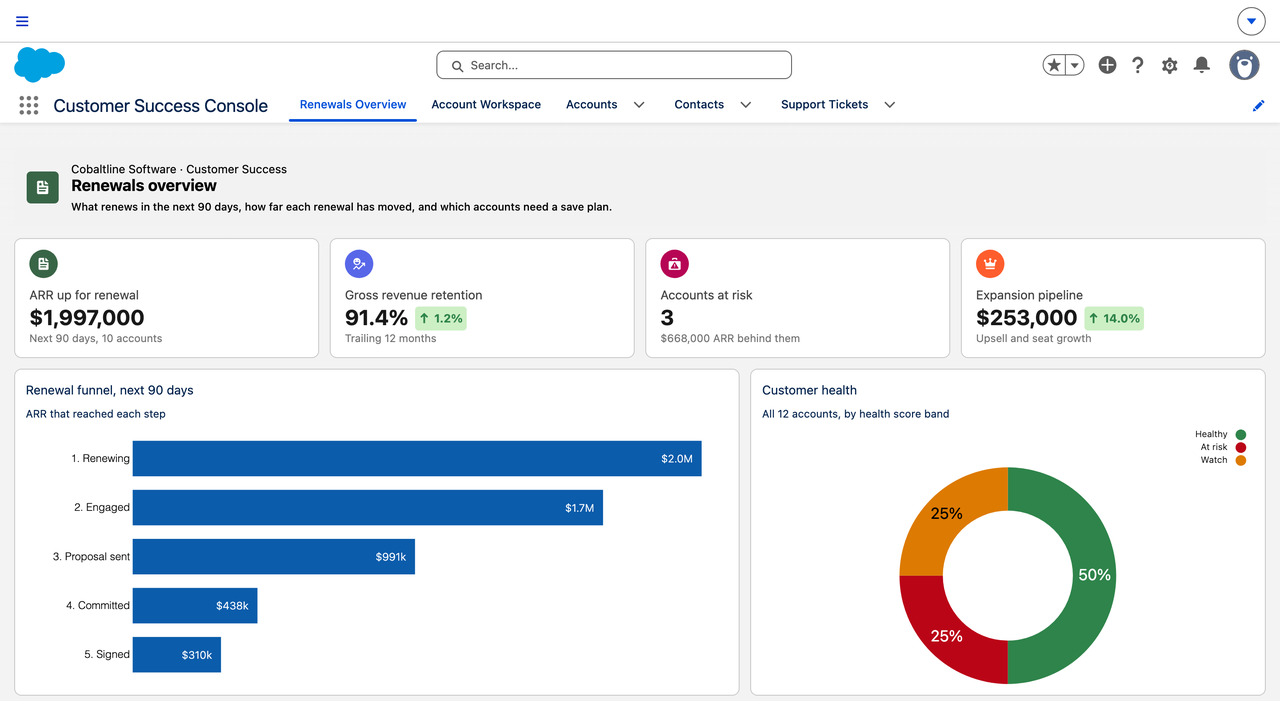 Search...
Customer Success Console
Renewals Overview
Account Workspace
Accounts
Contacts
Support Tickets
Cobaltline Software · Customer Success
Renewals overview
What renews in the next 90 days, how far each renewal has moved, and which accounts need a save plan.
ARR up for renewal
$1,997,000
Next 90 days, 10 accounts
Gross revenue retention
91.4% ↑ 1.2%
Trailing 12 months
Accounts at risk
3
$668,000 ARR behind them
Expansion pipeline
$253,000 ↑ 14.0%
Upsell and seat growth
Renewal funnel, next 90 days
ARR that reached each step
1. Renewing $2.0M
2. Engaged $1.7M
3. Proposal sent $991k
4. Committed $438k
5. Signed $310k
Customer health
All 12 accounts, by health score band
Healthy
At risk
Watch
25%
50%
25%